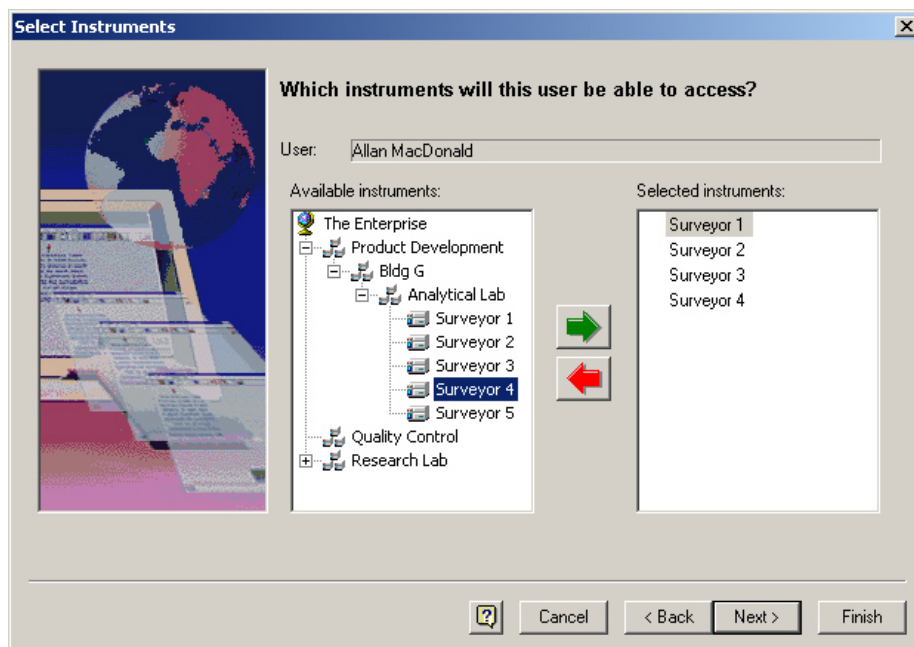 Select Instruments
Which instruments will this user be able to access?
User: Allan MacDonald
Available instruments:
The Enterprise
Product Development
Bldg G
Analytical Lab
Surveyor 1
Surveyor 2
Surveyor 3
Surveyor 4
Surveyor 5
Quality Control
Research Lab
Selected instruments:
Surveyor 1
Surveyor 2
Surveyor 3
Surveyor 4
Cancel
< Back
Next >
Finish